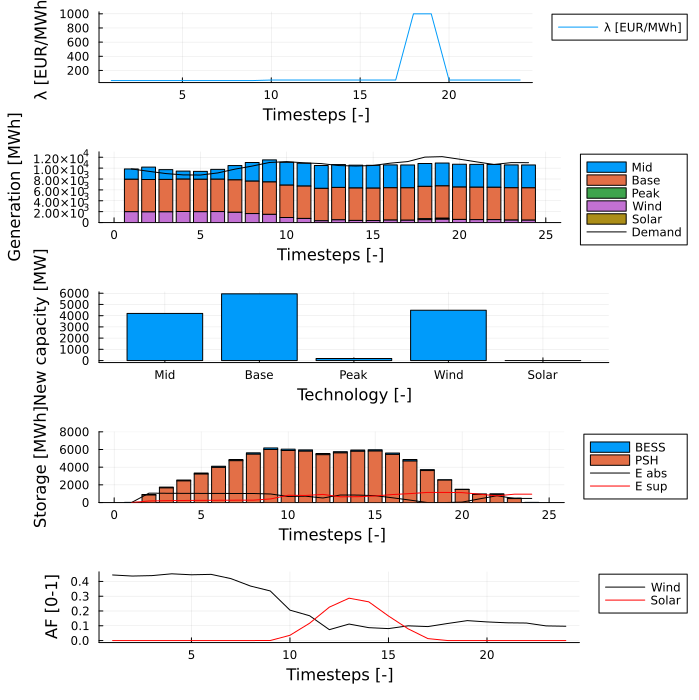 λ [EUR/MWh]
1000
800
600
400
200
5
10
15
20
Timesteps [-]
λ [EUR/MWh]
Generation [MWh]
1.20×10⁴
1.00×10⁴
8.00×10³
6.00×10³
4.00×10³
2.00×10³
0
0
5
10
15
20
25
Timesteps [-]
Mid
Base
Peak
Wind
Solar
Demand
New capacity [MW]
6000
5000
4000
3000
2000
1000
0
Mid
Base
Peak
Wind
Solar
Technology [-]
Storage [MWh]
8000
6000
4000
2000
0
0
5
10
15
20
25
Timesteps [-]
BESS
PSH
E abs
E sup
AF [0-1]
0.4
0.3
0.2
0.1
0.0
5
10
15
20
Timesteps [-]
Wind
Solar